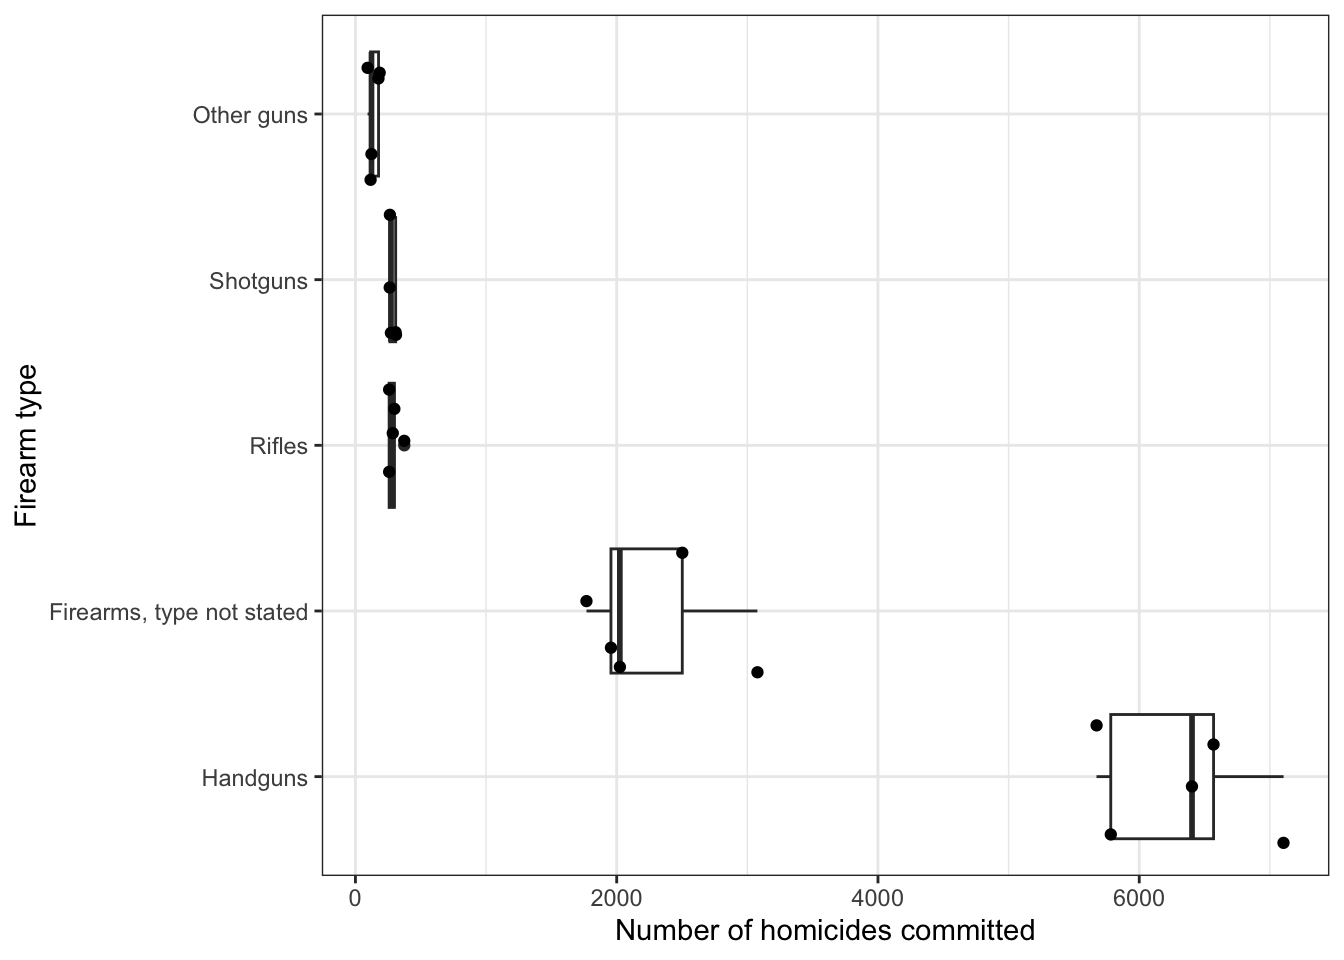 Other guns
Shotguns
Rifles
Firearms, type not stated
Handguns
Firearm type
0 2000 4000 6000
Number of homicides committed